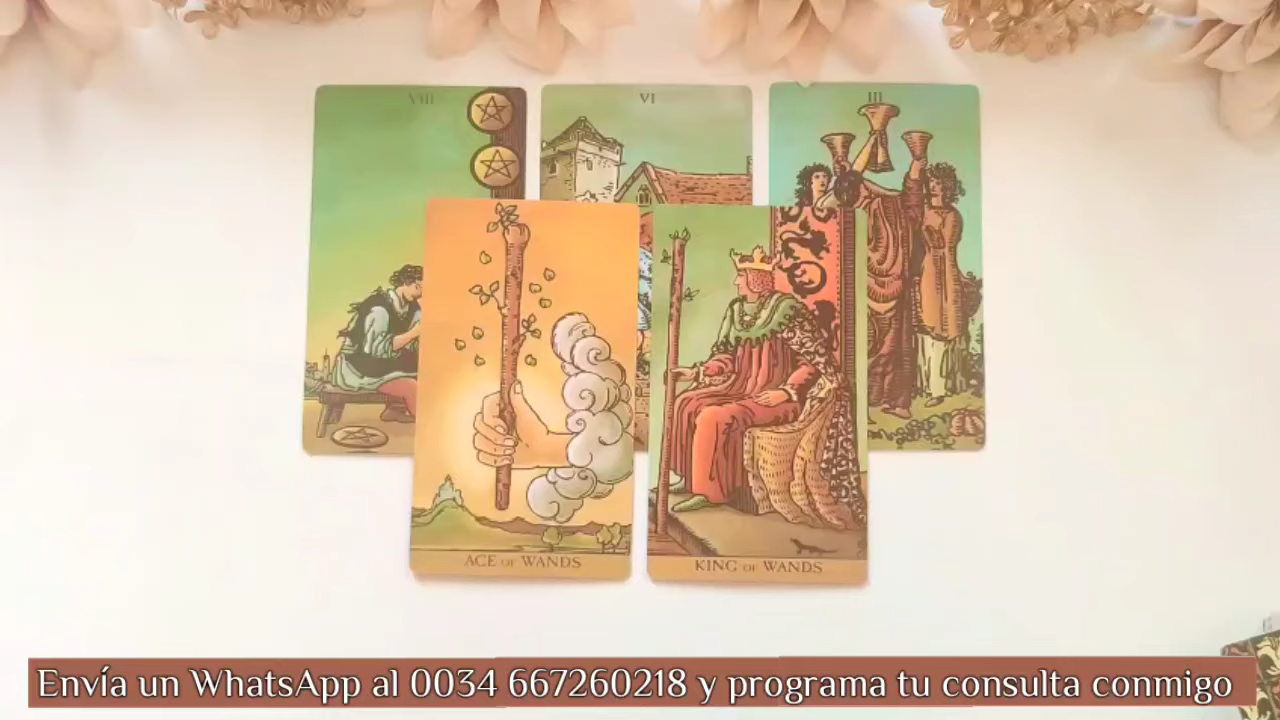 VIII
VI
III
ACE OF WANDS
KING OF WANDS
Envía un WhatsApp al 0034 667260218 y programa tu consulta conmigo